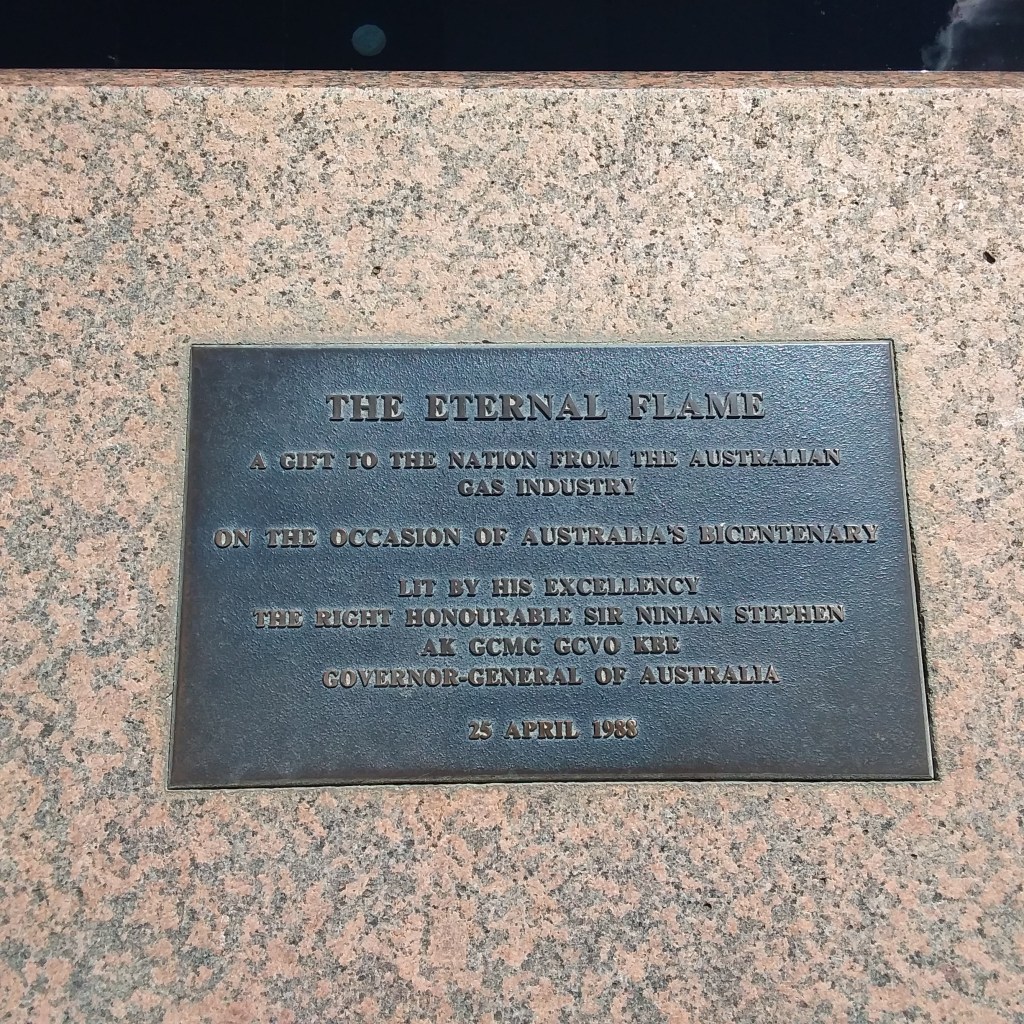 THE ETERNAL FLAME
A GIFT TO THE NATION FROM THE AUSTRALIAN
GAS INDUSTRY
ON THE OCCASION OF AUSTRALIA'S BICENTENARY
LIT BY HIS EXCELLENCY
THE RIGHT HONOURABLE SIR NINIAN STEPHEN
AK GCMG GCVO KBE
GOVERNOR-GENERAL OF AUSTRALIA
25 APRIL 1988